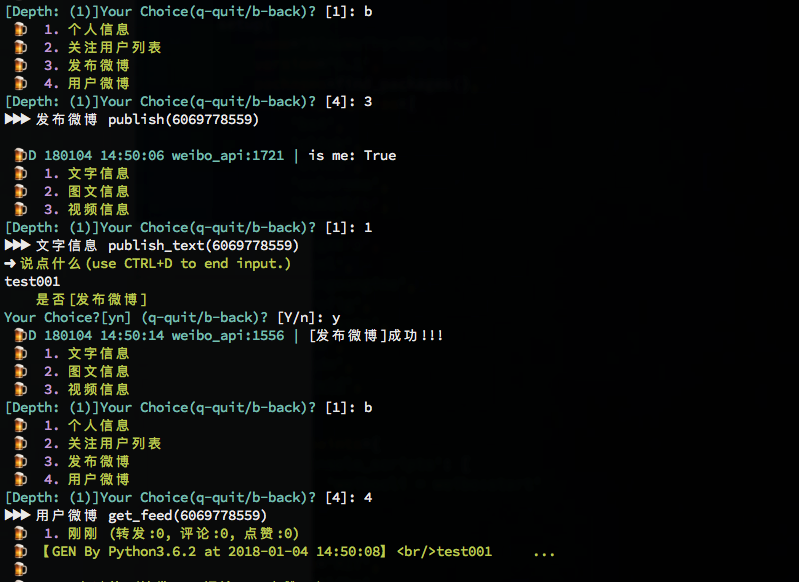 [Depth: (1)]Your Choice(q-quit/b-back)? [1]: b
1. 个人信息
2. 关注用户列表
3. 发布微博
4. 用户微博
[Depth: (1)]Your Choice(q-quit/b-back)? [4]: 3
▶▶▶ 发布微博 publish(6069778559)
D 180104 14:50:06 weibo_api:1721 | is me: True
1. 文字信息
2. 图文信息
3. 视频信息
[Depth: (1)]Your Choice(q-quit/b-back)? [1]: 1
▶▶▶ 文字信息 publish_text(6069778559)
➜ 说点什么(use CTRL+D to end input.)
test001
是否[发布微博]
Your Choice?[yn] (q-quit/b-back)? [Y/n]: y
D 180104 14:50:14 weibo_api:1556 | [发布微博]成功!!!
1. 文字信息
2. 图文信息
3. 视频信息
[Depth: (1)]Your Choice(q-quit/b-back)? [1]: b
1. 个人信息
2. 关注用户列表
3. 发布微博
4. 用户微博
[Depth: (1)]Your Choice(q-quit/b-back)? [4]: 4
▶▶▶ 用户微博 get_feed(6069778559)
1. 刚刚 (转发:0, 评论:0, 点赞:0)
【GEN By Python3.6.2 at 2018-01-04 14:50:08】<br/>test001 ...